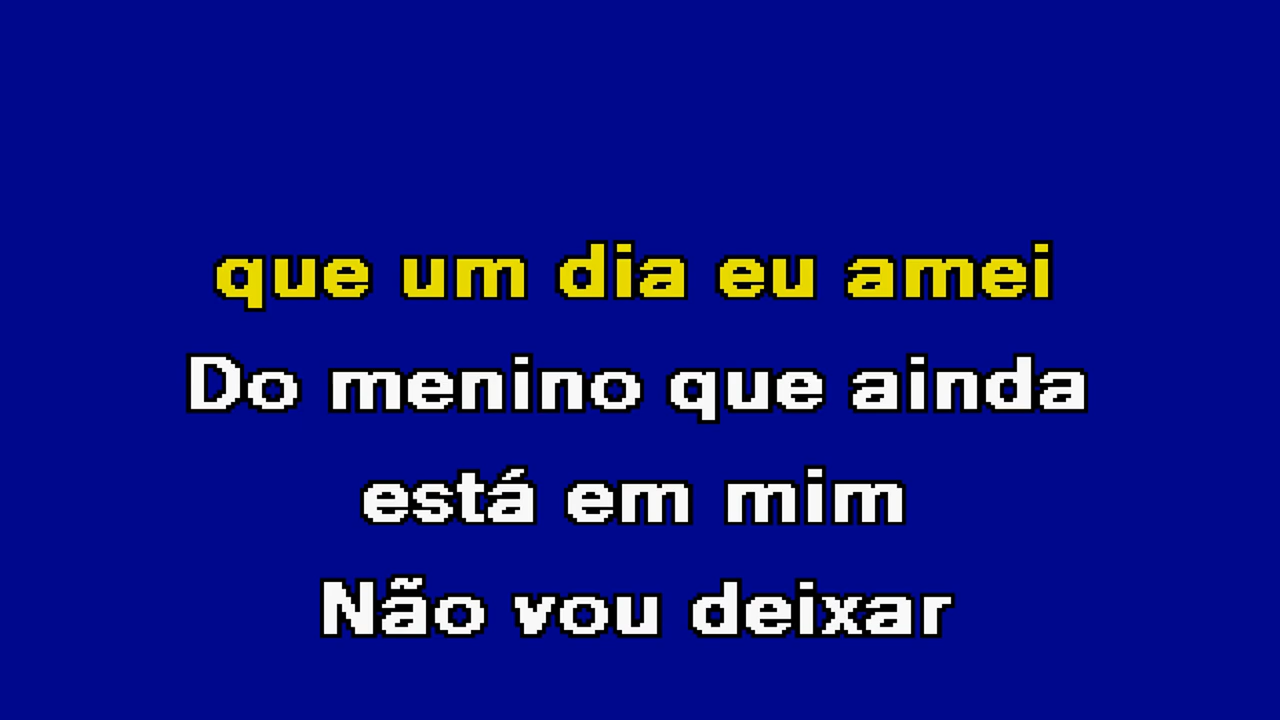 que um dia eu amei
Do menino que ainda
está em mim
Não vou deixar